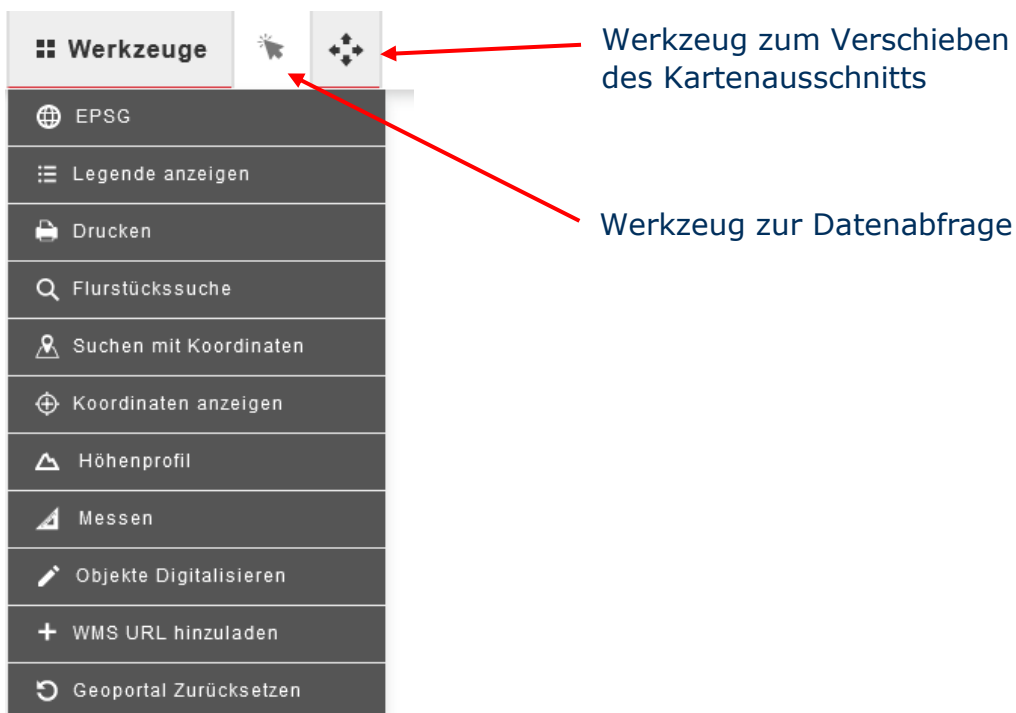 Werkzeuge
Werkzeug zum Verschieben
des Kartenausschnitts
EPSG
Legende anzeigen
Drucken
Werkzeug zur Datenabfrage
Flurstückssuche
Suchen mit Koordinaten
Koordinaten anzeigen
Höhenprofil
Messen
Objekte Digitalisieren
WMS URL hinzuladen
Geoportal Zurücksetzen